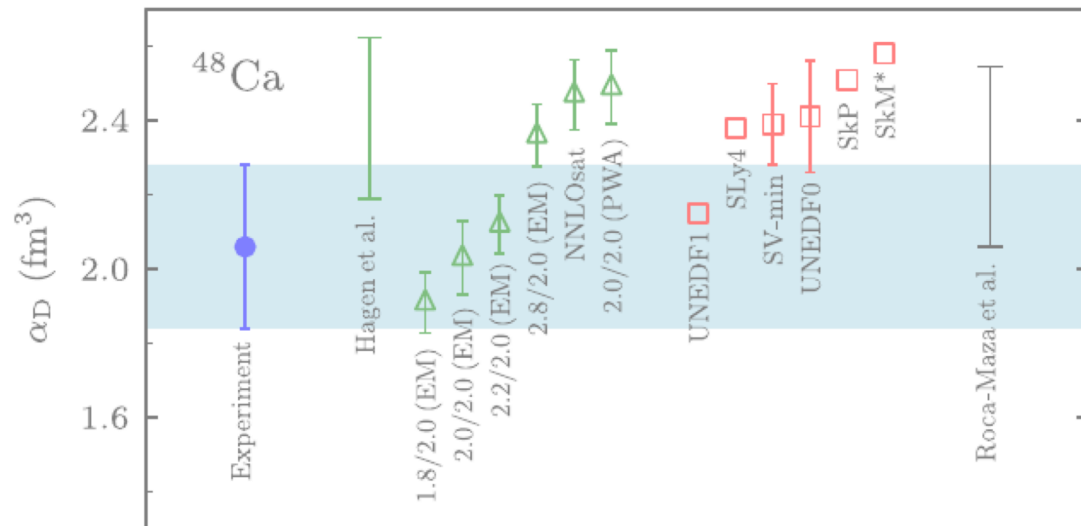 ⁴⁸Ca
α_D (fm³)
2.4
2.0
1.6
Experiment
Hagen et al.
1.8/2.0 (EM)
2.0/2.0 (EM)
2.2/2.0 (EM)
2.8/2.0 (EM)
NNLOsat
2.0/2.0 (PWA)
UNEDF1
SLy4
SV-min
UNEDF0
SkP
SkM*
Roca-Maza et al.